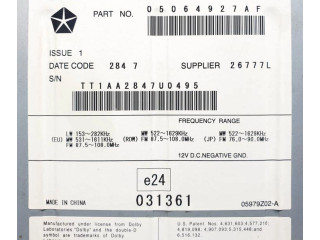 PART NO. 05064927AF
ISSUE 1
DATE CODE 284 7 SUPPLIER 26777L
S/N
TT1AA2847U0495
FREQUENCY RANGE
LW 153~282KHz MW 522~1629KHz MW 522~1629KHz
(EU) MW 531~1611KHz (ROW) FM 87.5~108.0MHz (JP) FM 76.0~90.0MHz
FM 87.5~108.0MHz
12V D.C.NEGATIVE GND.
e24
031361
MADE IN CHINA
05979Z02-A
Manufactured under license from Dolby
Laboratories "Dolby" and the double-D
symbol are trademarks of Dolby
U.S. Patent Nos.